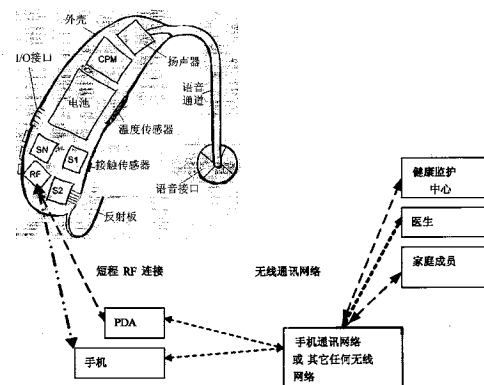 外壳
I/O接口
CPM
扬声器
电池
语音
通道
温度传感器
SN
S1
接触传感器
RF
S2
语音接口
反射板
健康监护
中心
医生
家庭成员
短程 RF 连接
无线通讯网络
PDA
手机
手机通讯网络
或 其它任何无线
网络